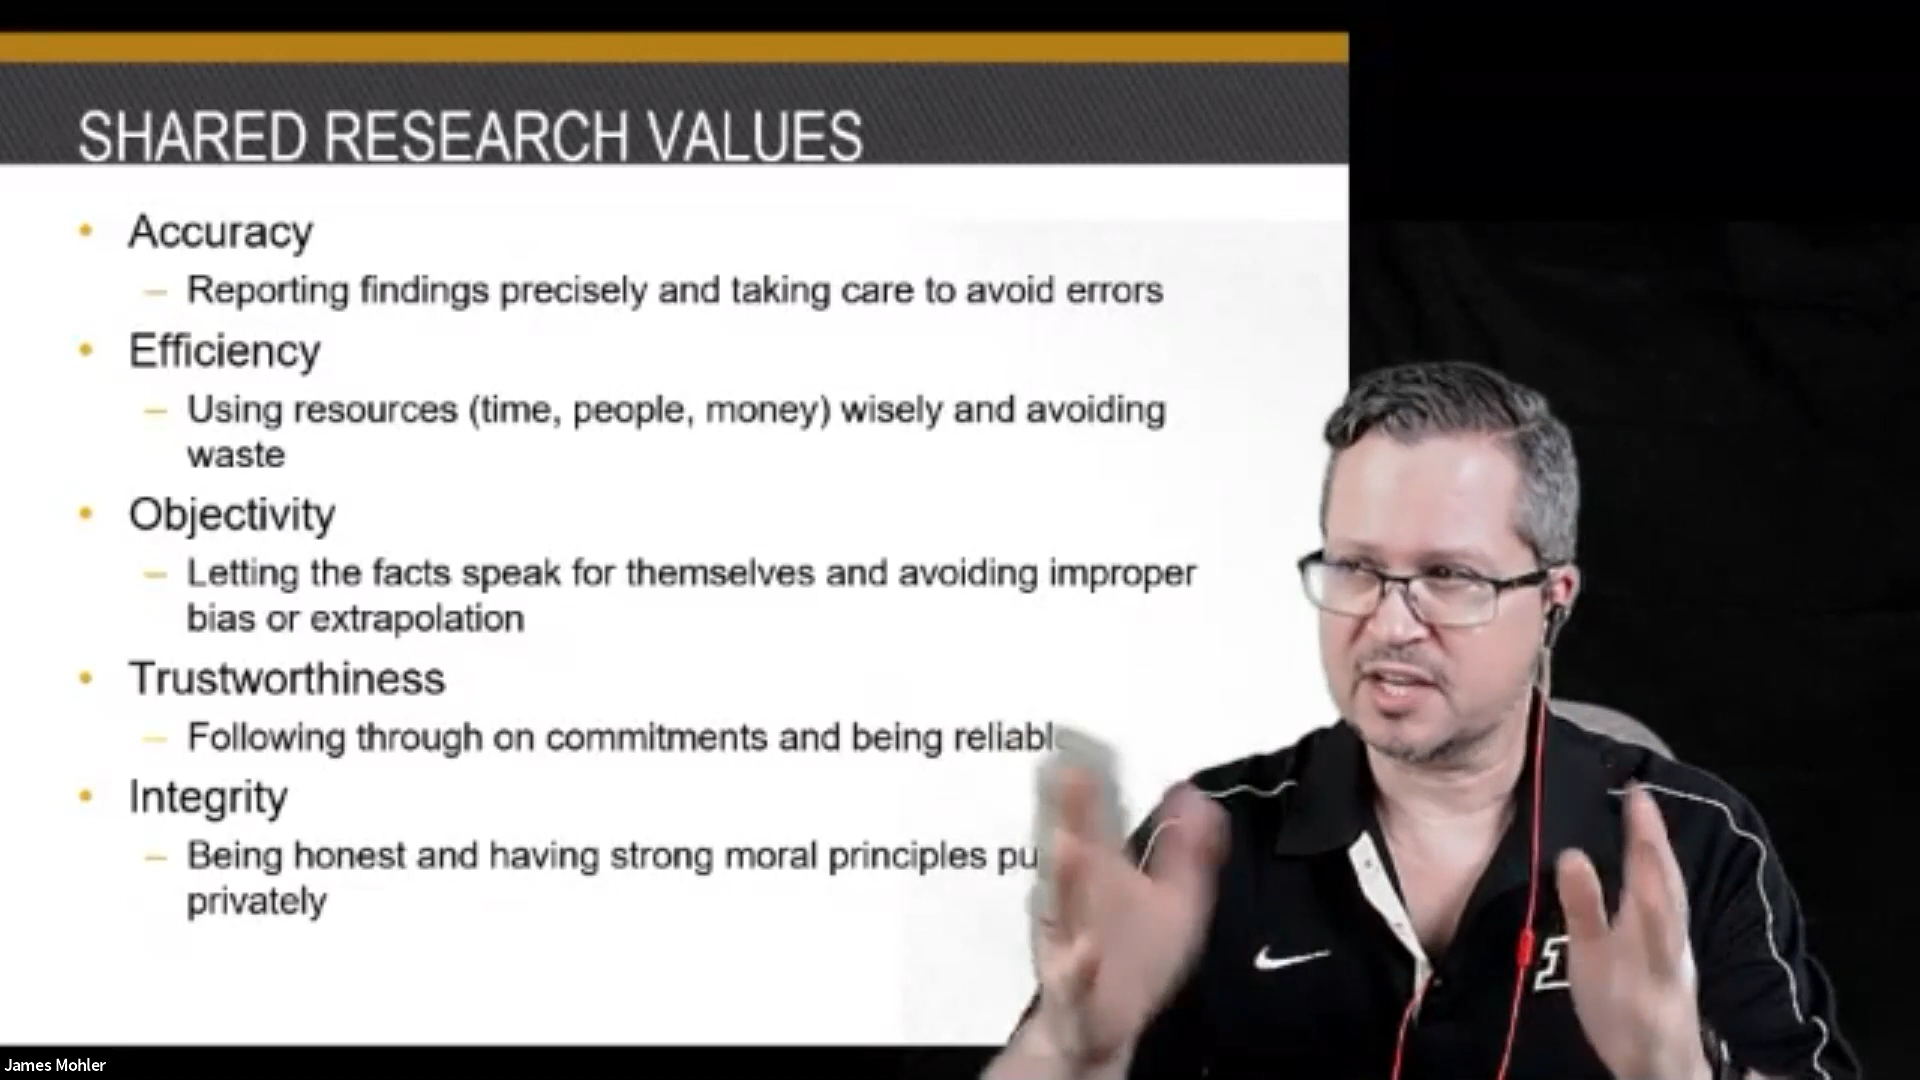 SHARED RESEARCH VALUES
• Accuracy
– Reporting findings precisely and taking care to avoid errors
• Efficiency
– Using resources (time, people, money) wisely and avoiding
waste
• Objectivity
– Letting the facts speak for themselves and avoiding improper
bias or extrapolation
• Trustworthiness
– Following through on commitments and being
• Integrity
– Being honest and having strong moral principles
privately
James Mohler